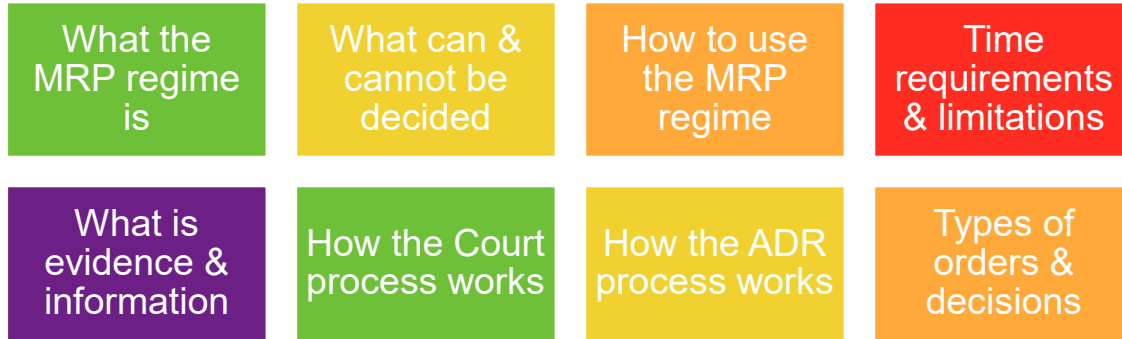 What the
MRP regime
is
What can &
cannot be
decided
How to use
the MRP
regime
Time
requirements
& limitations
What is
evidence &
information
How the Court
process works
How the ADR
process works
Types of
orders &
decisions